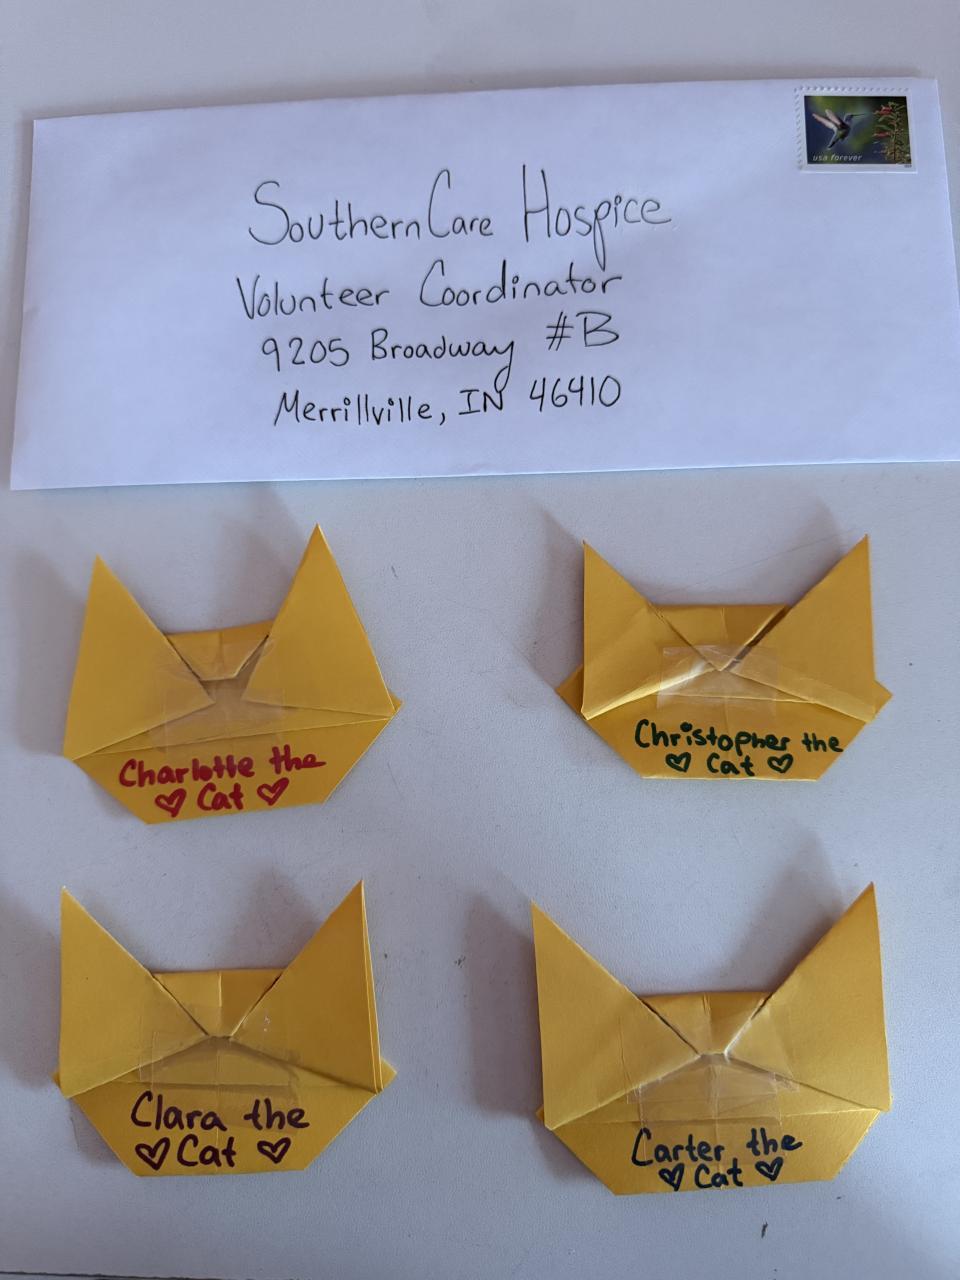 usa forever
SouthernCare Hospice
Volunteer Coordinator
9205 Broadway #B
Merrillville, IN 46410
Charlotte the
♡ Cat ♡
Christopher the
♡ Cat ♡
Clara the
♡ Cat ♡
Carter the
♡ Cat ♡